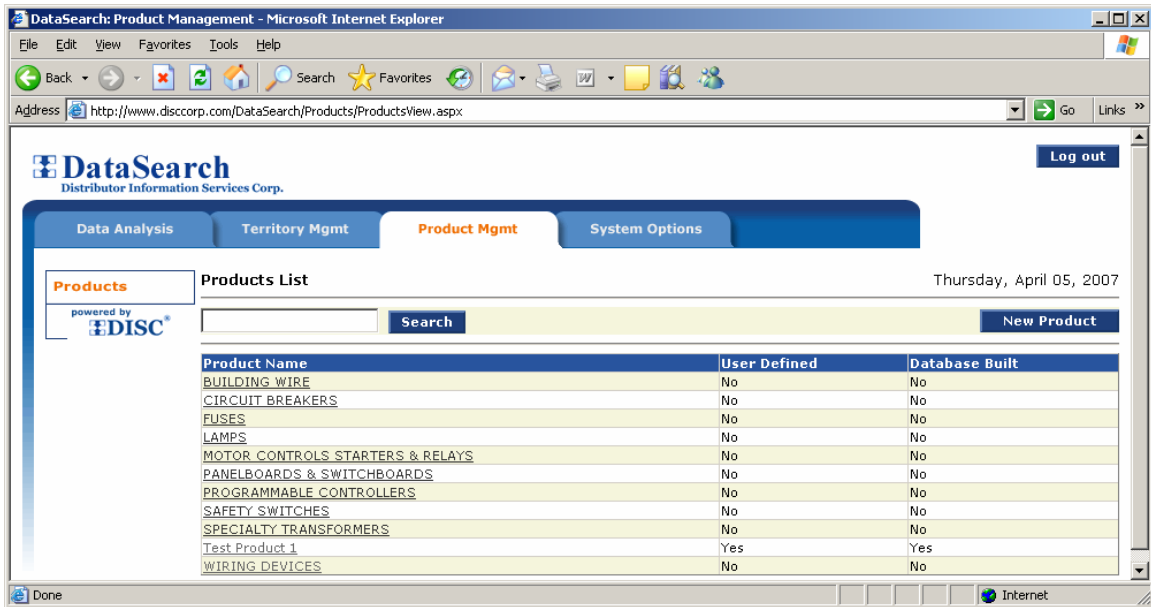 DataSearch: Product Management - Microsoft Internet Explorer
File Edit View Favorites Tools Help
Back Search Favorites
Address http://www.disccorp.com/DataSearch/Products/ProductsView.aspx Go Links »
Log out
DataSearch
Distributor Information Services Corp.
Data Analysis Territory Mgmt Product Mgmt System Options
Products
powered by
DISC®
Products List Thursday, April 05, 2007
Search New Product
Product Name User Defined Database Built
BUILDING WIRE No No
CIRCUIT BREAKERS No No
FUSES No No
LAMPS No No
MOTOR CONTROLS STARTERS & RELAYS No No
PANELBOARDS & SWITCHBOARDS No No
PROGRAMMABLE CONTROLLERS No No
SAFETY SWITCHES No No
SPECIALTY TRANSFORMERS No No
Test Product 1 Yes Yes
WIRING DEVICES No No
Done Internet